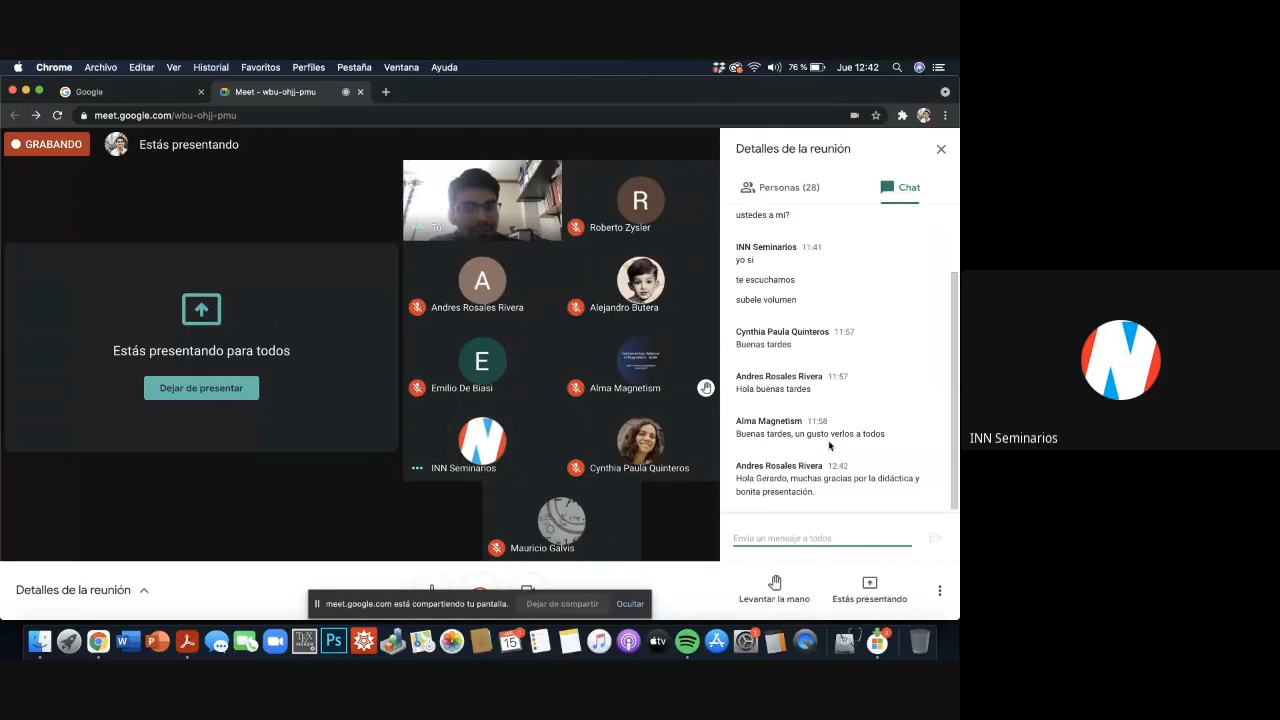 Chrome Archivo Editar Ver Historial Favoritos Perfiles Pestaña Ventana Ayuda 76 % Jue 12:42
Google
Meet - wbu-ohjj-pmu
meet.google.com/wbu-ohjj-pmu
GRABANDO
Estás presentando
Estás presentando para todos
Dejar de presentar
Tú
R
Roberto Zysler
A
Andres Rosales Rivera
Alejandro Butera
E
Emilio De Biasi
Alma Magnetism
INN Seminarios
Cynthia Paula Quinteros
Mauricio Galvis
Detalles de la reunión
Personas (28)
Chat
ustedes a mi?
INN Seminarios 11:41
yo si
te escuchamos
subele volumen
Cynthia Paula Quinteros 11:57
Buenas tardes
Andres Rosales Rivera 11:57
Hola buenas tardes
Alma Magnetism 11:58
Buenas tardes, un gusto verlos a todos
Andres Rosales Rivera 12:42
Hola Gerardo, muchas gracias por la didáctica y
bonita presentación.
Envía un mensaje a todos
Detalles de la reunión
Levantar la mano
Estás presentando
meet.google.com está compartiendo tu pantalla.
Dejar de compartir
Ocultar
INN Seminarios